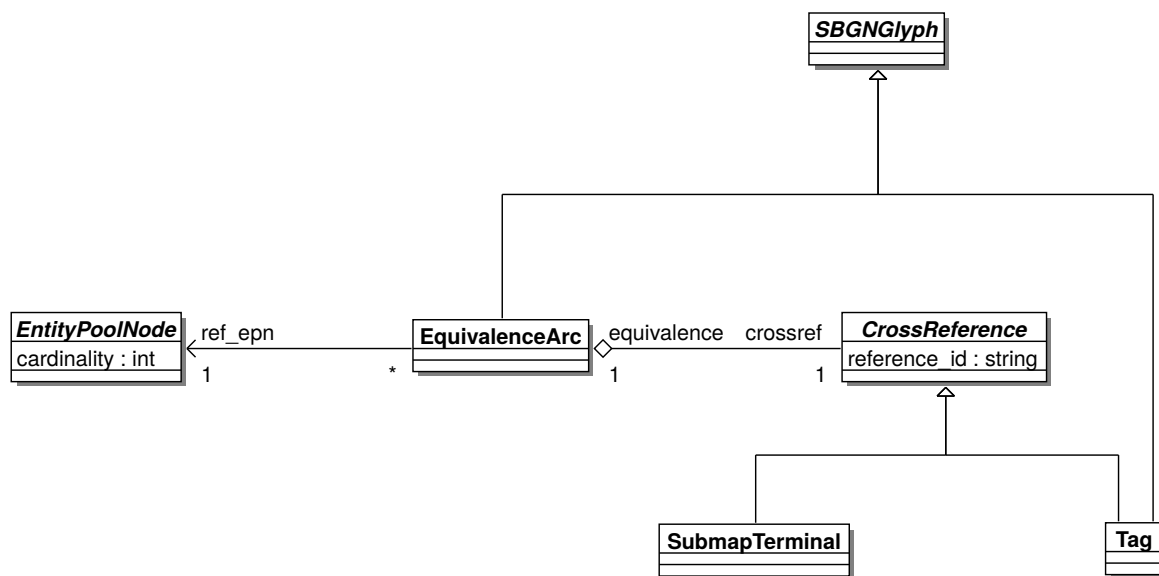 SBGNGlyph
EntityPoolNode
cardinality : int
ref_epn
1
*
EquivalenceArc
equivalence
crossref
1
1
CrossReference
reference_id : string
SubmapTerminal
Tag